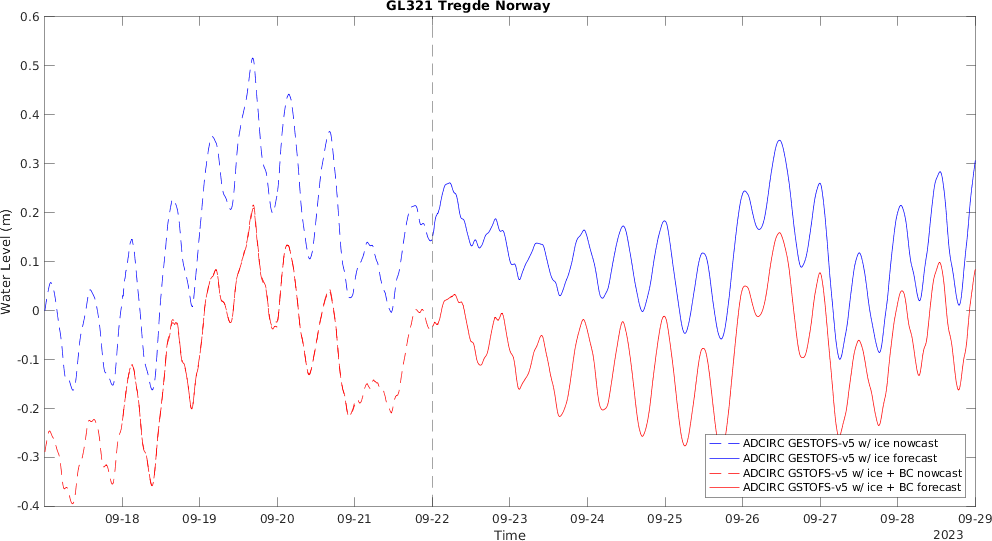 GL321 Tregde Norway
0.6
0.5
0.4
0.3
0.2
0.1
0
-0.1
-0.2
-0.3
-0.4
Water Level (m)
ADCIRC GESTOFS-v5 w/ ice nowcast
ADCIRC GESTOFS-v5 w/ ice forecast
ADCIRC GSTOFS-v5 w/ ice + BC nowcast
ADCIRC GSTOFS-v5 w/ ice + BC forecast
09-18 09-19 09-20 09-21 09-22 09-23 09-24 09-25 09-26 09-27 09-28 09-29
Time
2023